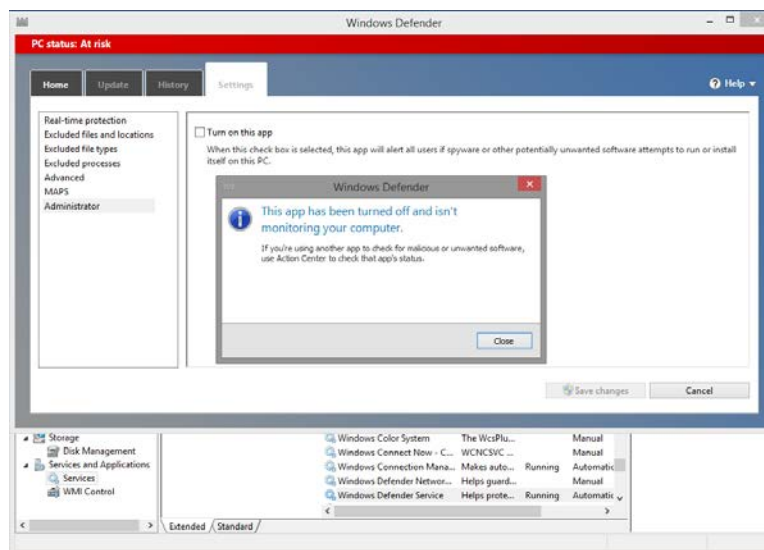 Windows Defender
PC status: At risk
Home
Update
History
Settings
Help
Real-time protection
Excluded files and locations
Excluded file types
Excluded processes
Advanced
MAPS
Administrator
Turn on this app
When this check box is selected, this app will alert all users if spyware or other potentially unwanted software attempts to run or install
itself on this PC.
Windows Defender
This app has been turned off and isn't
monitoring your computer.
If you're using another app to check for malicious or unwanted software,
use Action Center to check that app's status.
Close
Save changes
Cancel
Storage
Disk Management
Services and Applications
Services
WMI Control
Windows Color System The WcsPlu... Manual
Windows Connect Now - C... WCNCSVC ... Manual
Windows Connection Mana... Makes auto... Running Automatic
Windows Defender Networ... Helps guard... Manual
Windows Defender Service Helps prote... Running Automatic
Extended
Standard